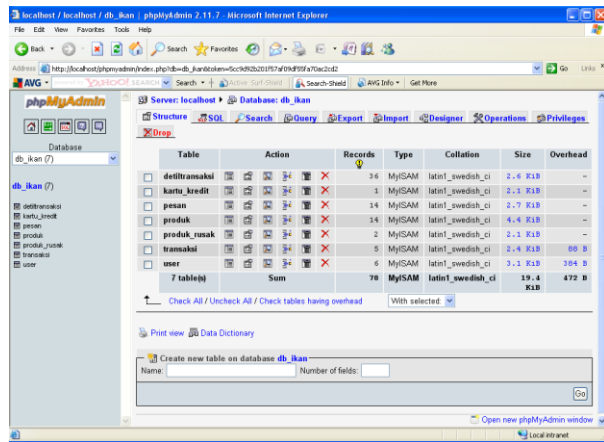 localhost / localhost / db_ikan | phpMyAdmin 2.11.7 - Microsoft Internet Explorer
File Edit View Favorites Tools Help
Back Search Favorites
Address http://localhost/phpmyadmin/index.php?db=db_ikan&token=5cc9d92b201f57af09df55fa70ac2cd2 Go Links
AVG YAHOO! SEARCH Search Active Surf-Shield Search-Shield AVG Info Get More
phpMyAdmin
Database
db_ikan (7)
db_ikan (7)
detiltransaksi
kartu_kredit
pesan
produk
produk_rusak
transaksi
user
Server: localhost Database: db_ikan
Structure SQL Search Query Export Import Designer Operations Privileges
Drop
Table Action Records Type Collation Size Overhead
detiltransaksi 36 MyISAM latin1_swedish_ci 2.6 KiB -
kartu_kredit 1 MyISAM latin1_swedish_ci 2.1 KiB -
pesan 14 MyISAM latin1_swedish_ci 2.7 KiB -
produk 14 MyISAM latin1_swedish_ci 4.4 KiB -
produk_rusak 2 MyISAM latin1_swedish_ci 2.1 KiB -
transaksi 5 MyISAM latin1_swedish_ci 2.4 KiB 88 B
user 6 MyISAM latin1_swedish_ci 3.1 KiB 384 B
7 table(s) Sum 78 MyISAM latin1_swedish_ci 19.4 KiB 472 B
Check All / Uncheck All / Check tables having overhead With selected:
Print view Data Dictionary
Create new table on database db_ikan
Name: Number of fields:
Go
Open new phpMyAdmin window
Local intranet